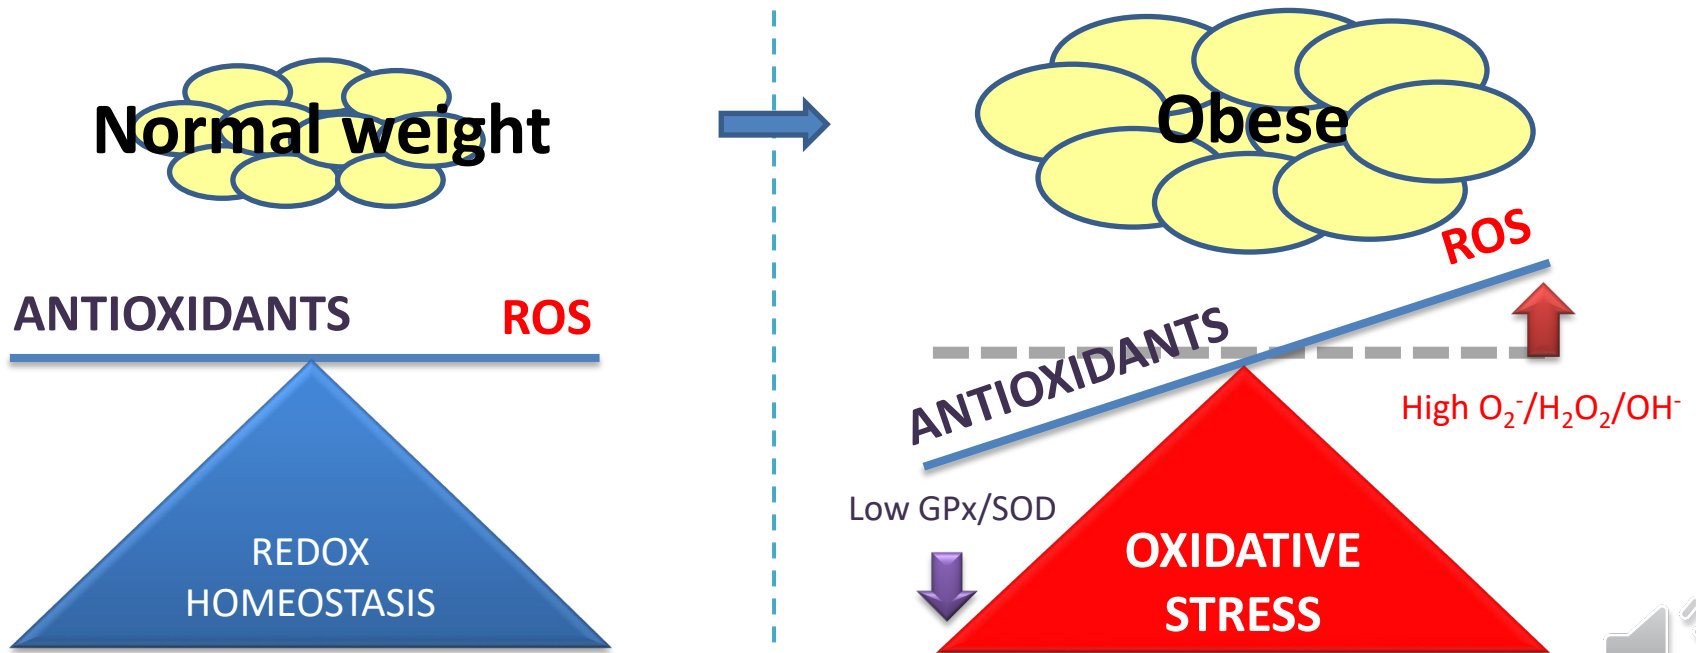 Normal weight
ANTIOXIDANTS
ROS
REDOX
HOMEOSTASIS
Obese
ROS
ANTIOXIDANTS
High O₂⁻/H₂O₂/OH⁻
Low GPx/SOD
OXIDATIVE
STRESS